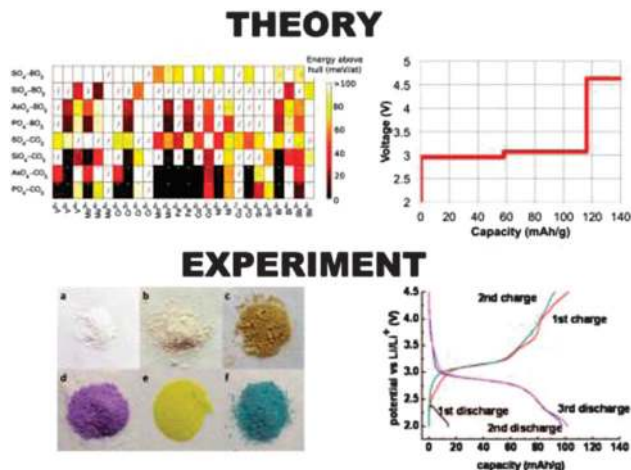 THEORY
Energy above
hull (meV/at)
>100
80
60
40
20
0
SO₄-BO₃
SiO₄-BO₃
AsO₄-BO₃
PO₄-BO₃
SO₄-CO₃
SiO₄-CO₃
AsO₄-CO₃
PO₄-CO₃
Voltage (V)
5
4.5
4
3.5
3
2.5
2
0 20 40 60 80 100 120 140
Capacity (mAh/g)
EXPERIMENT
a b c
d e f
potential vs Li/Li⁺ (V)
4.5
4.0
3.5
3.0
2.5
2.0
2nd charge
1st charge
1st discharge
3rd discharge
2nd discharge
0 20 40 60 80 100 120 140
capacity (mAh/g)